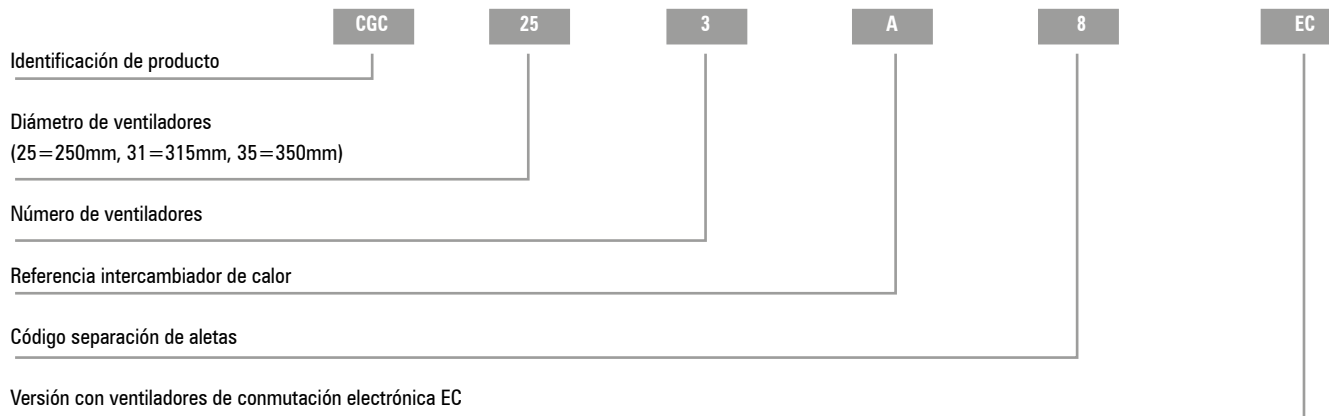 CGC 25 3 A 8 EC
Identificación de producto
Diámetro de ventiladores
(25=250mm, 31=315mm, 35=350mm)
Número de ventiladores
Referencia intercambiador de calor
Código separación de aletas
Versión con ventiladores de conmutación electrónica EC